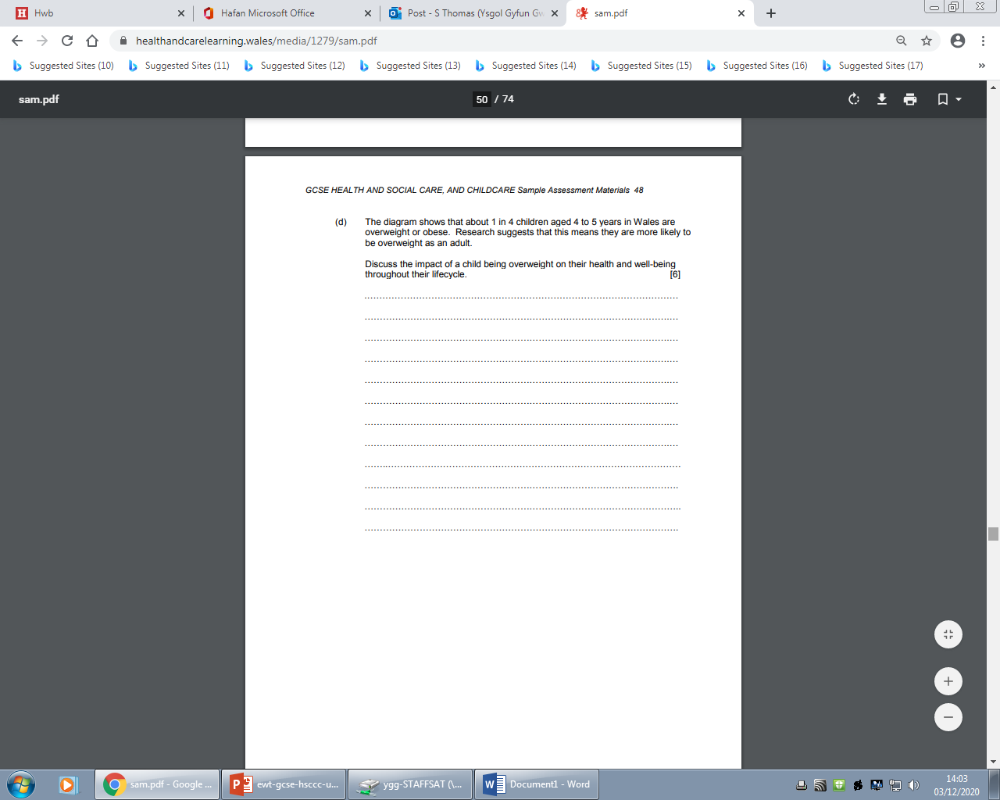 Hwb
Hafan Microsoft Office
Post - S Thomas (Ysgol Gyfun Gw
sam.pdf
healthandcarelearning.wales/media/1279/sam.pdf
Suggested Sites (10)
Suggested Sites (11)
Suggested Sites (12)
Suggested Sites (13)
Suggested Sites (14)
Suggested Sites (15)
Suggested Sites (16)
Suggested Sites (17)
sam.pdf
50 / 74
GCSE HEALTH AND SOCIAL CARE, AND CHILDCARE Sample Assessment Materials 48
(d) The diagram shows that about 1 in 4 children aged 4 to 5 years in Wales are
overweight or obese. Research suggests that this means they are more likely to
be overweight as an adult.
Discuss the impact of a child being overweight on their health and well-being
throughout their lifecycle. [6]
sam.pdf - Google ...
ewt-gcse-hsccc-u...
ygg-STAFFSAT (\...
Document1 - Word
14:03
03/12/2020